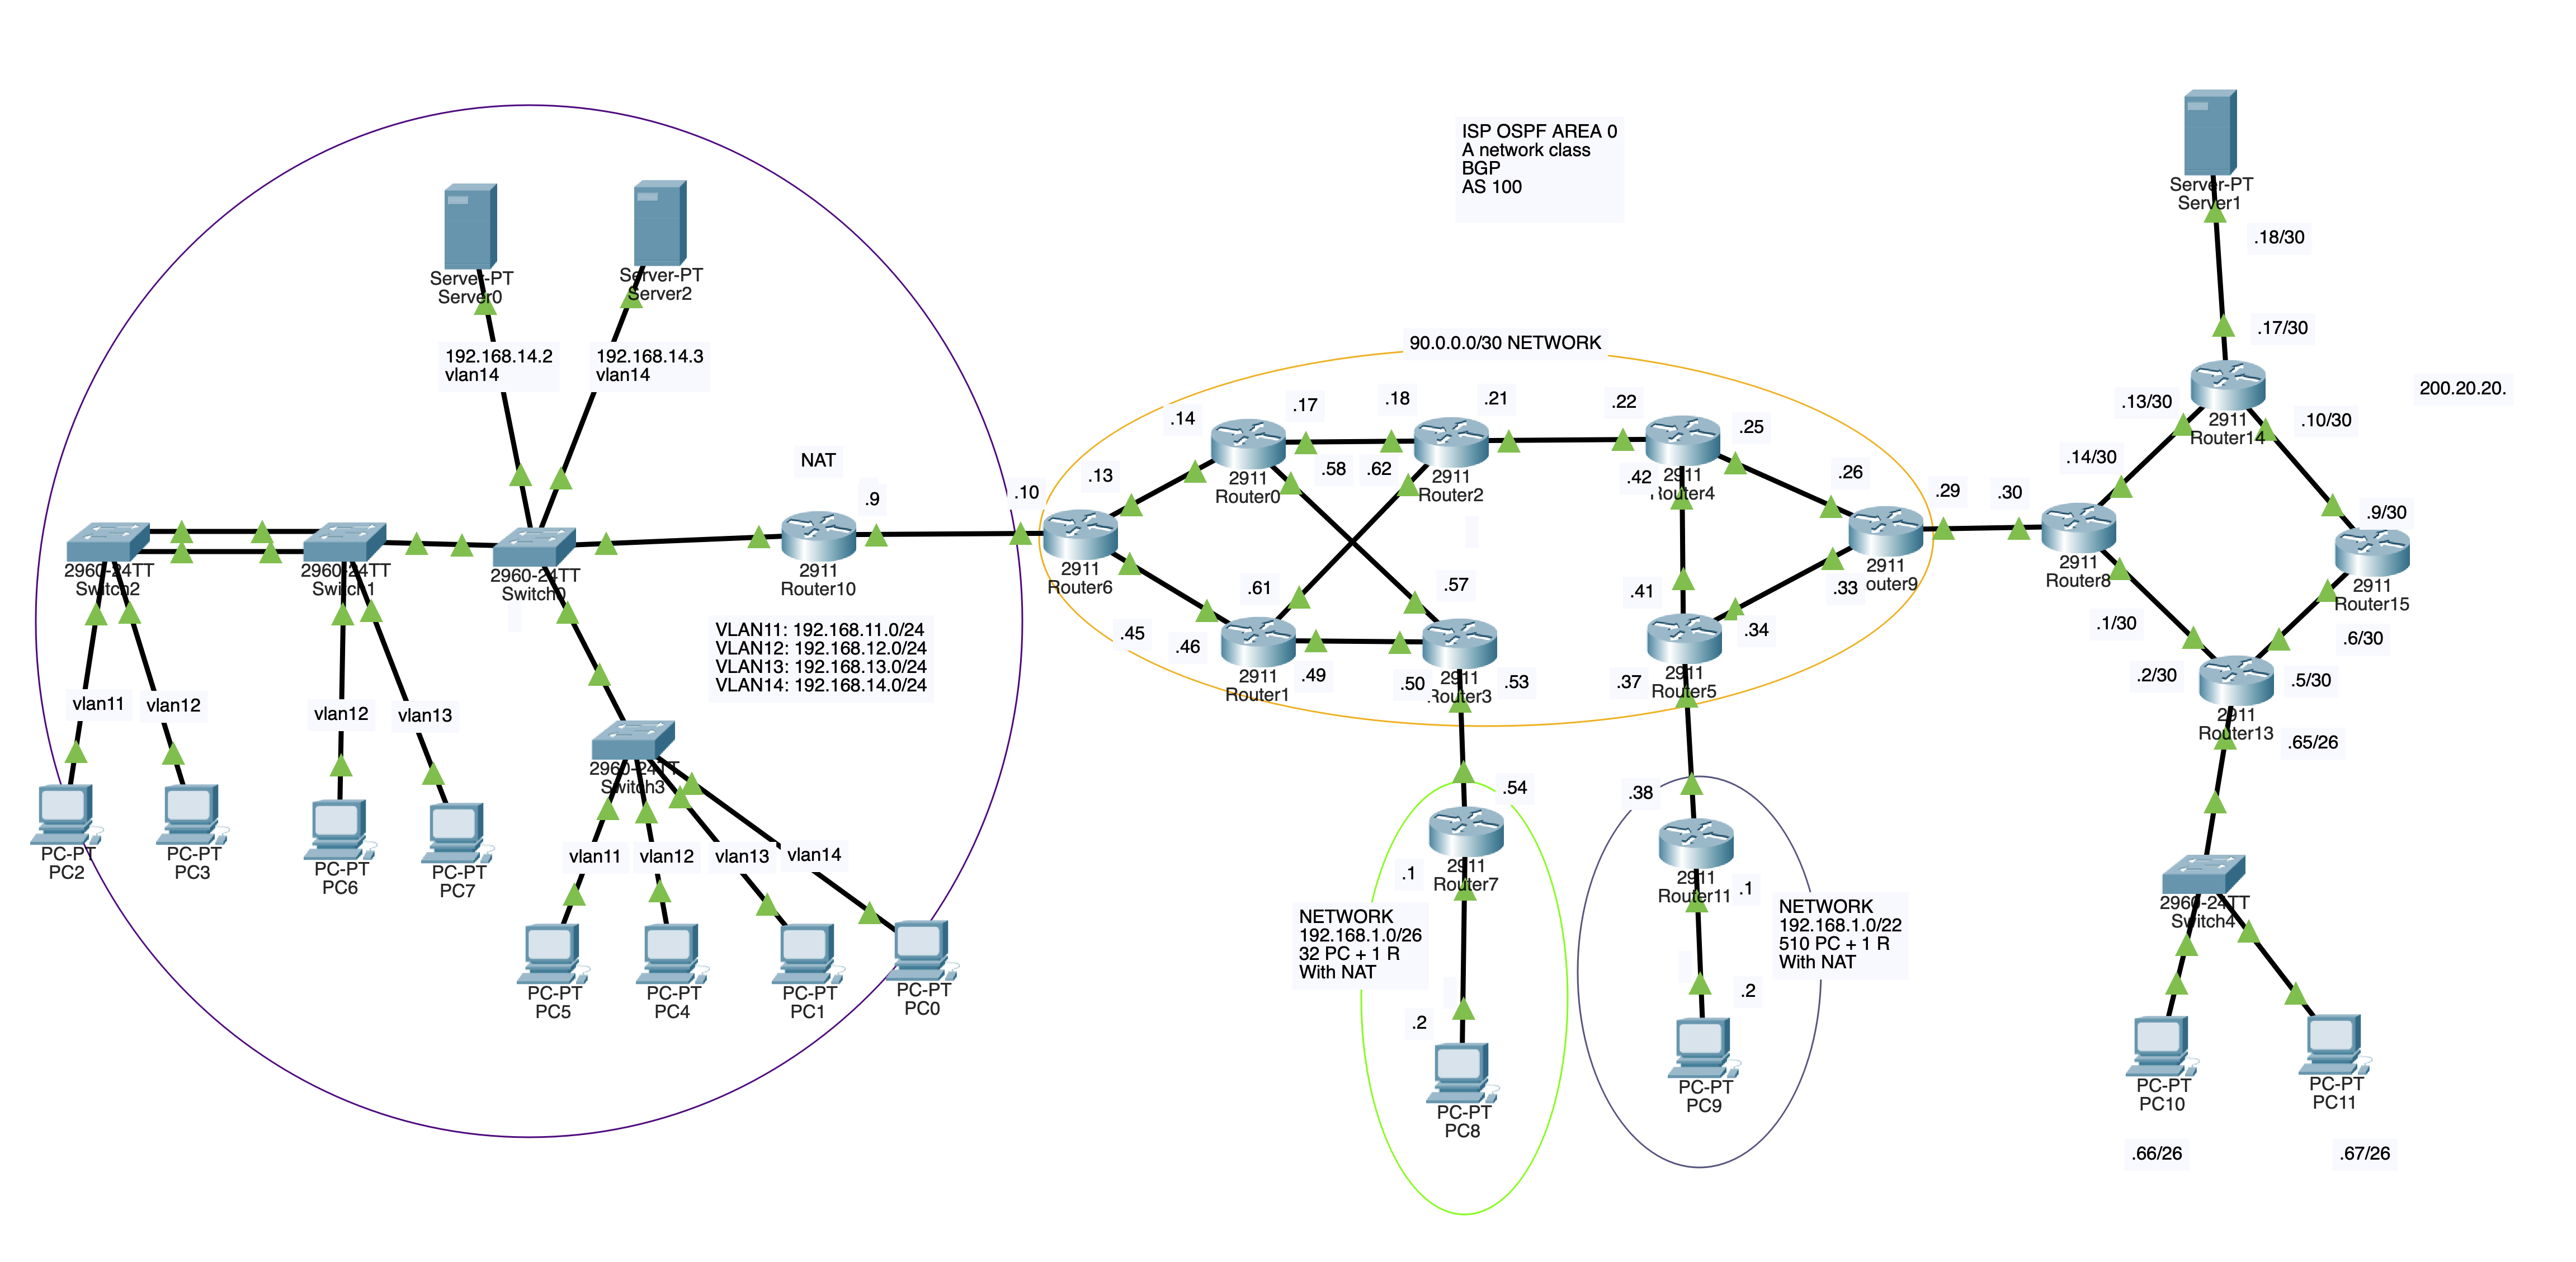 ISP OSPF AREA 0
A network class
BGP
AS 100
Server-PT
Server1
.18/30
.17/30
Server-PT
Server0
Server-PT
Server2
192.168.14.2
vlan14
192.168.14.3
vlan14
90.0.0.0/30 NETWORK
200.20.20.
.13/30
2911
Router14
.10/30
.14/30
.9/30
NAT
.9
.10
.14
.17
.18
.21
.22
.25
.13
.58
.62
.42
.26
.29
.30
2911
Router0
2911
Router2
2911
Router4
2960-24TT
Switch2
2960-24TT
Switch1
2960-24TT
Switch0
2911
Router10
2911
Router6
2911
outer9
2911
Router8
2911
Router15
.61
.57
.41
.33
.34
.45
.46
.49
.50
.53
.37
2911
Router1
2911
Router3
2911
Router5
.1/30
.2/30
.5/30
.6/30
2911
Router13
.65/26
VLAN11: 192.168.11.0/24
VLAN12: 192.168.12.0/24
VLAN13: 192.168.13.0/24
VLAN14: 192.168.14.0/24
vlan11
vlan12
vlan12
vlan13
2960-24TT
Switch3
vlan11
vlan12
vlan13
vlan14
PC-PT
PC2
PC-PT
PC3
PC-PT
PC6
PC-PT
PC7
PC-PT
PC5
PC-PT
PC4
PC-PT
PC1
PC-PT
PC0
.54
.38
.1
2911
Router7
2911
Router11
.1
NETWORK
192.168.1.0/26
32 PC + 1 R
With NAT
NETWORK
192.168.1.0/22
510 PC + 1 R
With NAT
.2
.2
PC-PT
PC8
PC-PT
PC9
2960-24TT
Switch4
PC-PT
PC10
PC-PT
PC11
.66/26
.67/26